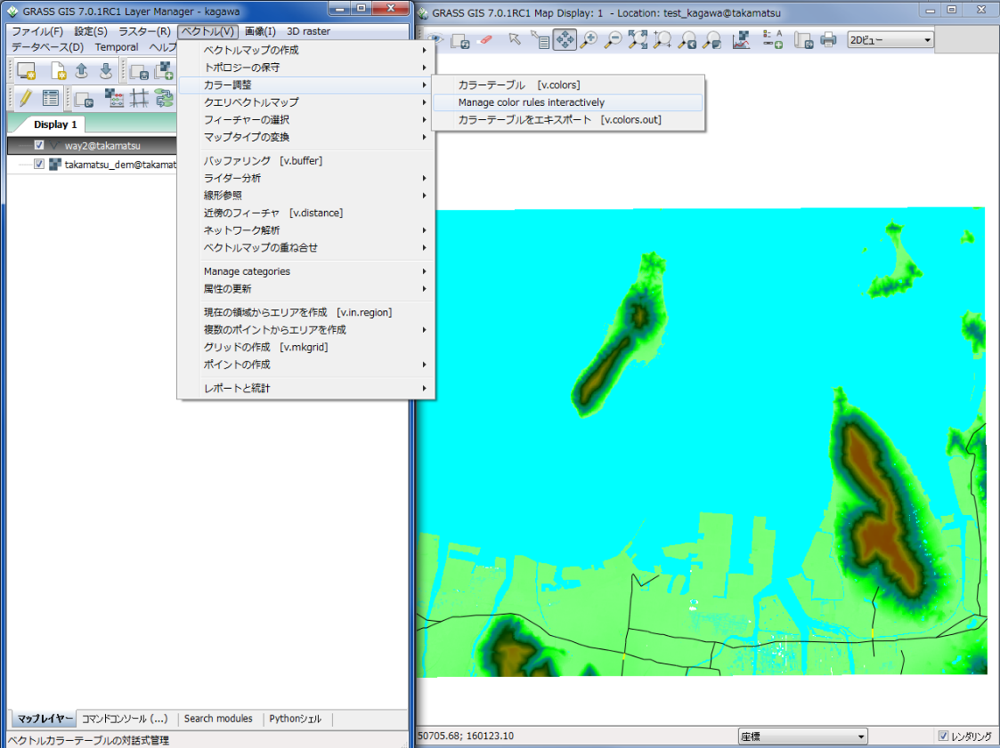 GRASS GIS 7.0.1RC1 Layer Manager - kagawa
ファイル(F) 設定(S) ラスター(R) ベクトル(V) 画像(I) 3D raster
データベース(D) Temporal ヘルプ
Display 1
way2@takamatsu
takamatsu_dem@takamat
ベクトルマップの作成
トポロジーの保守
カラー調整
クエリベクトルマップ
フィーチャーの選択
マップタイプの変換
バッファリング [v.buffer]
ライダー分析
線形参照
近傍のフィーチャ [v.distance]
ネットワーク解析
ベクトルマップの重ね合せ
Manage categories
属性の更新
現在の領域からエリアを作成 [v.in.region]
複数のポイントからエリアを作成
グリッドの作成 [v.mkgrid]
ポイントの作成
レポートと統計
カラーテーブル [v.colors]
Manage color rules interactively
カラーテーブルをエキスポート [v.colors.out]
マップレイヤー コマンドコンソール (...) Search modules Pythonシェル
ベクトルカラーテーブルの対話式管理
GRASS GIS 7.0.1RC1 Map Display: 1 - Location: test_kagawa@takamatsu
2Dビュー
50705.68; 160123.10
座標
レンダリング